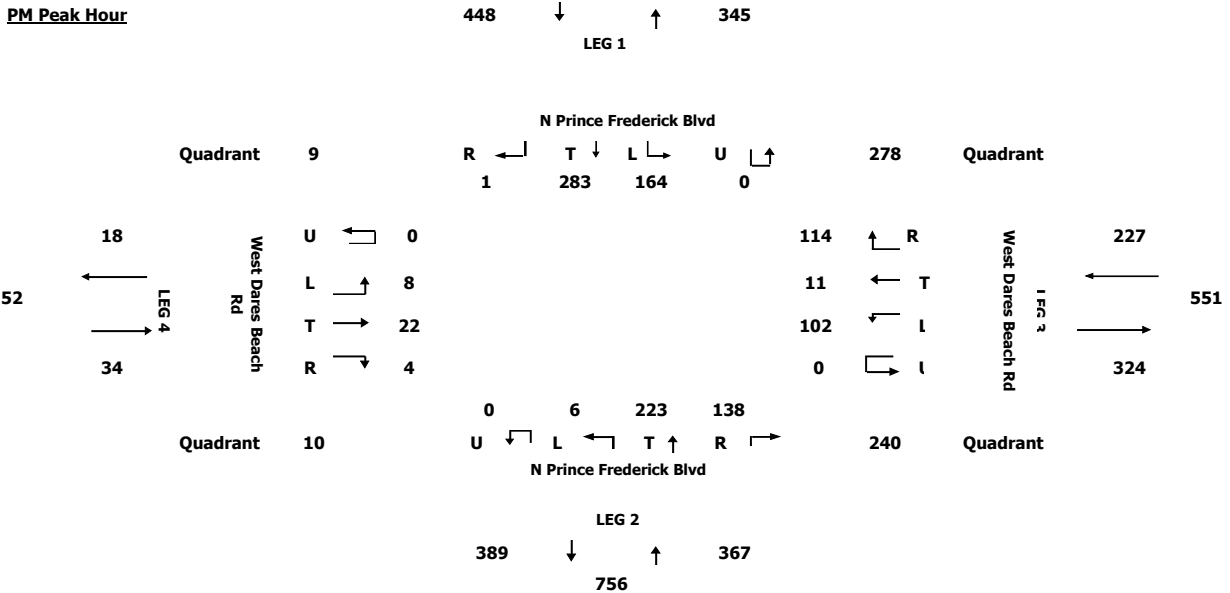 PM Peak Hour 448 345
LEG 1
N Prince Frederick Blvd
Quadrant 9 R T L U 278 Quadrant
1 283 164 0
18 U 0 114 R 227
L 8 11 T
52 551
T 22 102 L
34 R 4 0 324
West Dares Beach
Rd
LEG 4
West Dares Beach Rd
0 6 223 138
Quadrant 10 U L T R 240 Quadrant
N Prince Frederick Blvd
LEG 2
389 367
756